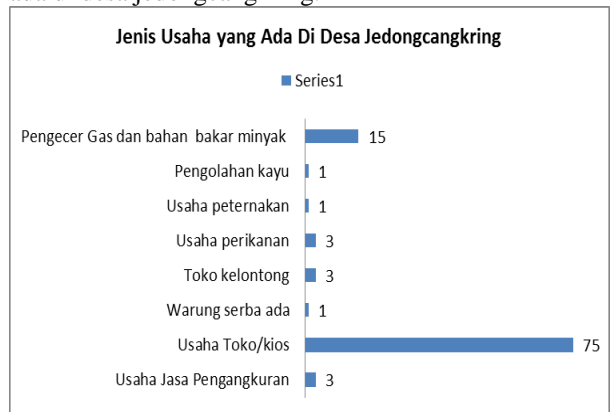 Jenis Usaha yang Ada Di Desa Jedongcangkring
Series1
Pengecer Gas dan bahan bakar minyak 15
Pengolahan kayu 1
Usaha peternakan 1
Usaha perikanan 3
Toko kelontong 3
Warung serba ada 1
Usaha Toko/kios 75
Usaha Jasa Pengangkuran 3